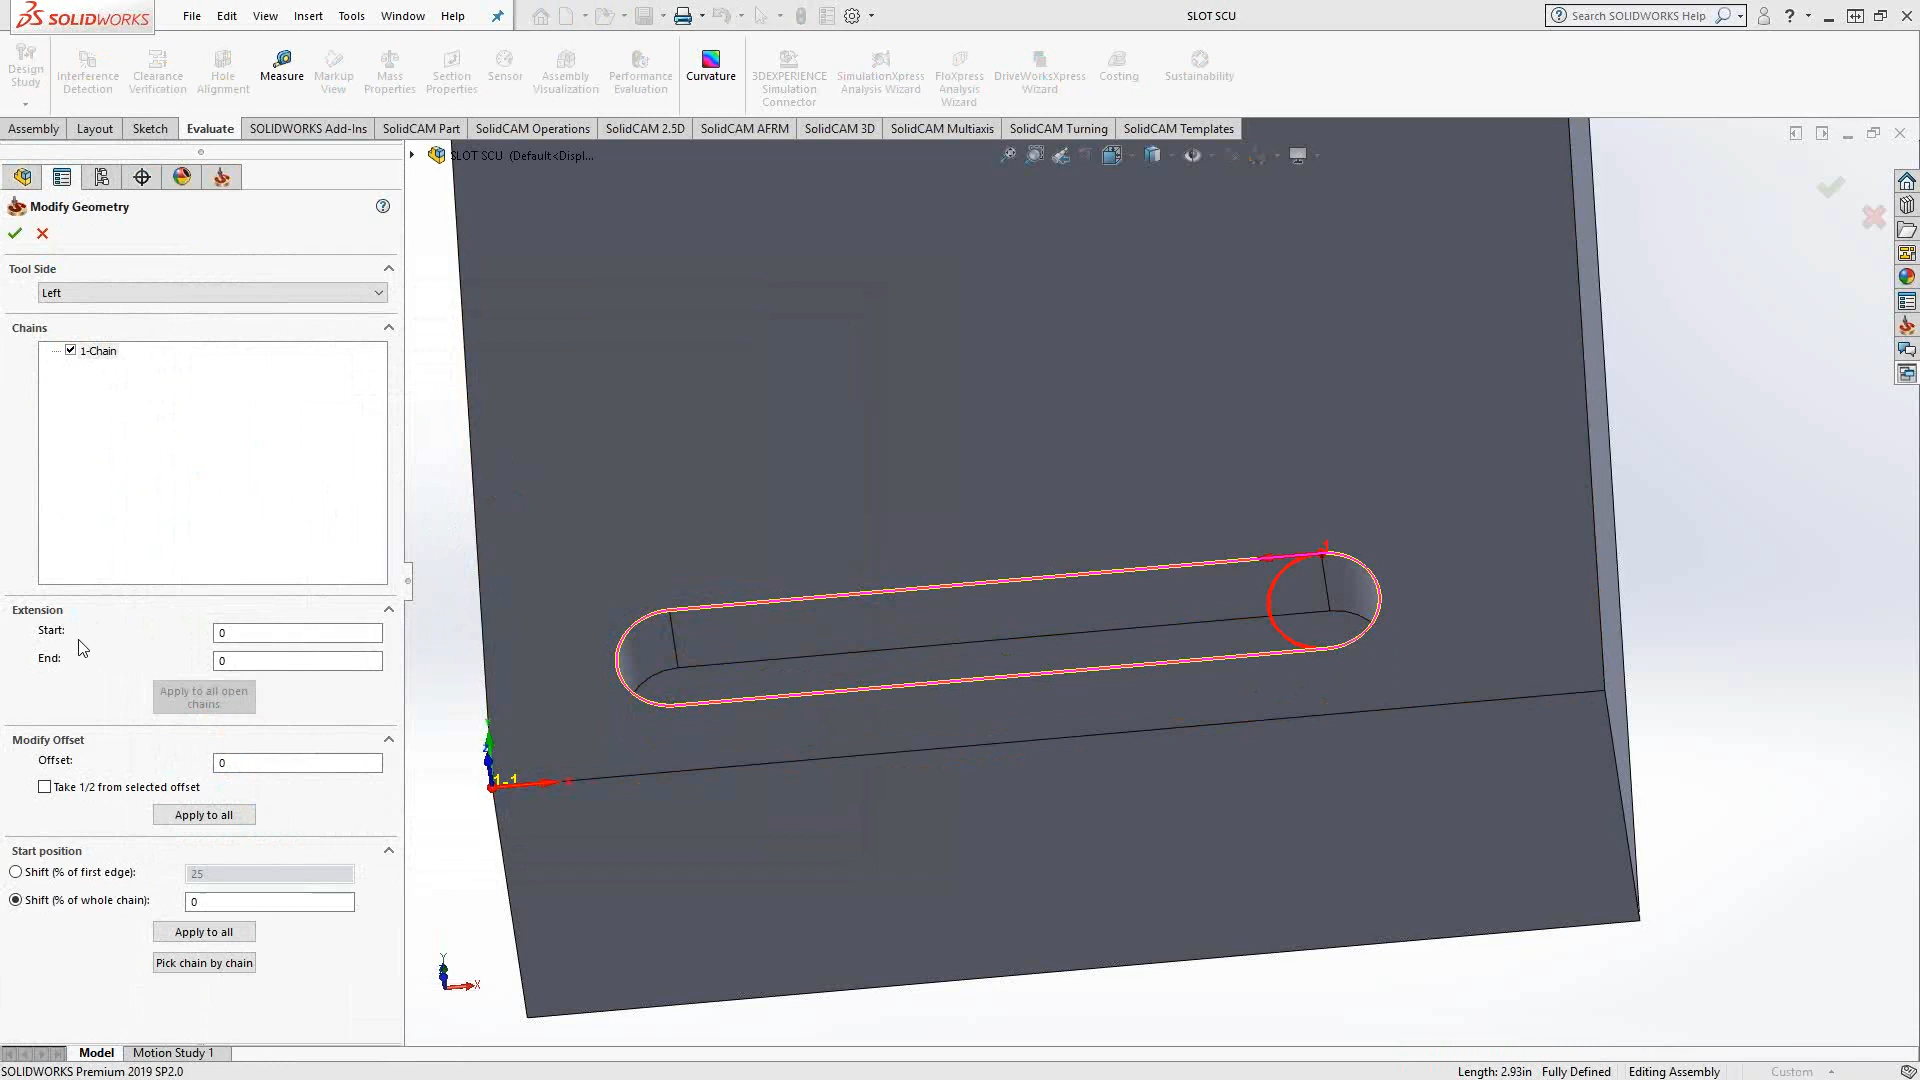 SOLIDWORKS
File Edit View Insert Tools Window Help
SLOT SCU
Search SOLIDWORKS Help
Design Study
Interference Detection
Clearance Verification
Hole Alignment
Measure
Markup View
Mass Properties
Section Properties
Sensor
Assembly Visualization
Performance Evaluation
Curvature
3DEXPERIENCE Simulation Connector
SimulationXpress Analysis Wizard
FloXpress Analysis Wizard
DriveWorksXpress Wizard
Costing
Sustainability
Assembly Layout Sketch Evaluate SOLIDWORKS Add-Ins SolidCAM Part SolidCAM Operations SolidCAM 2.5D SolidCAM AFRM SolidCAM 3D SolidCAM Multiaxis SolidCAM Turning SolidCAM Templates
SLOT SCU (Default<Displ...
Modify Geometry
Tool Side
Left
Chains
1-Chain
Extension
Start: 0
End: 0
Apply to all open
chains
Modify Offset
Offset: 0
Take 1/2 from selected offset
Apply to all
Start position
Shift (% of first edge): 25
Shift (% of whole chain): 0
Apply to all
Pick chain by chain
1
1-1
Y
X
Model Motion Study 1
SOLIDWORKS Premium 2019 SP2.0
Length: 2.93in Fully Defined Editing Assembly Custom